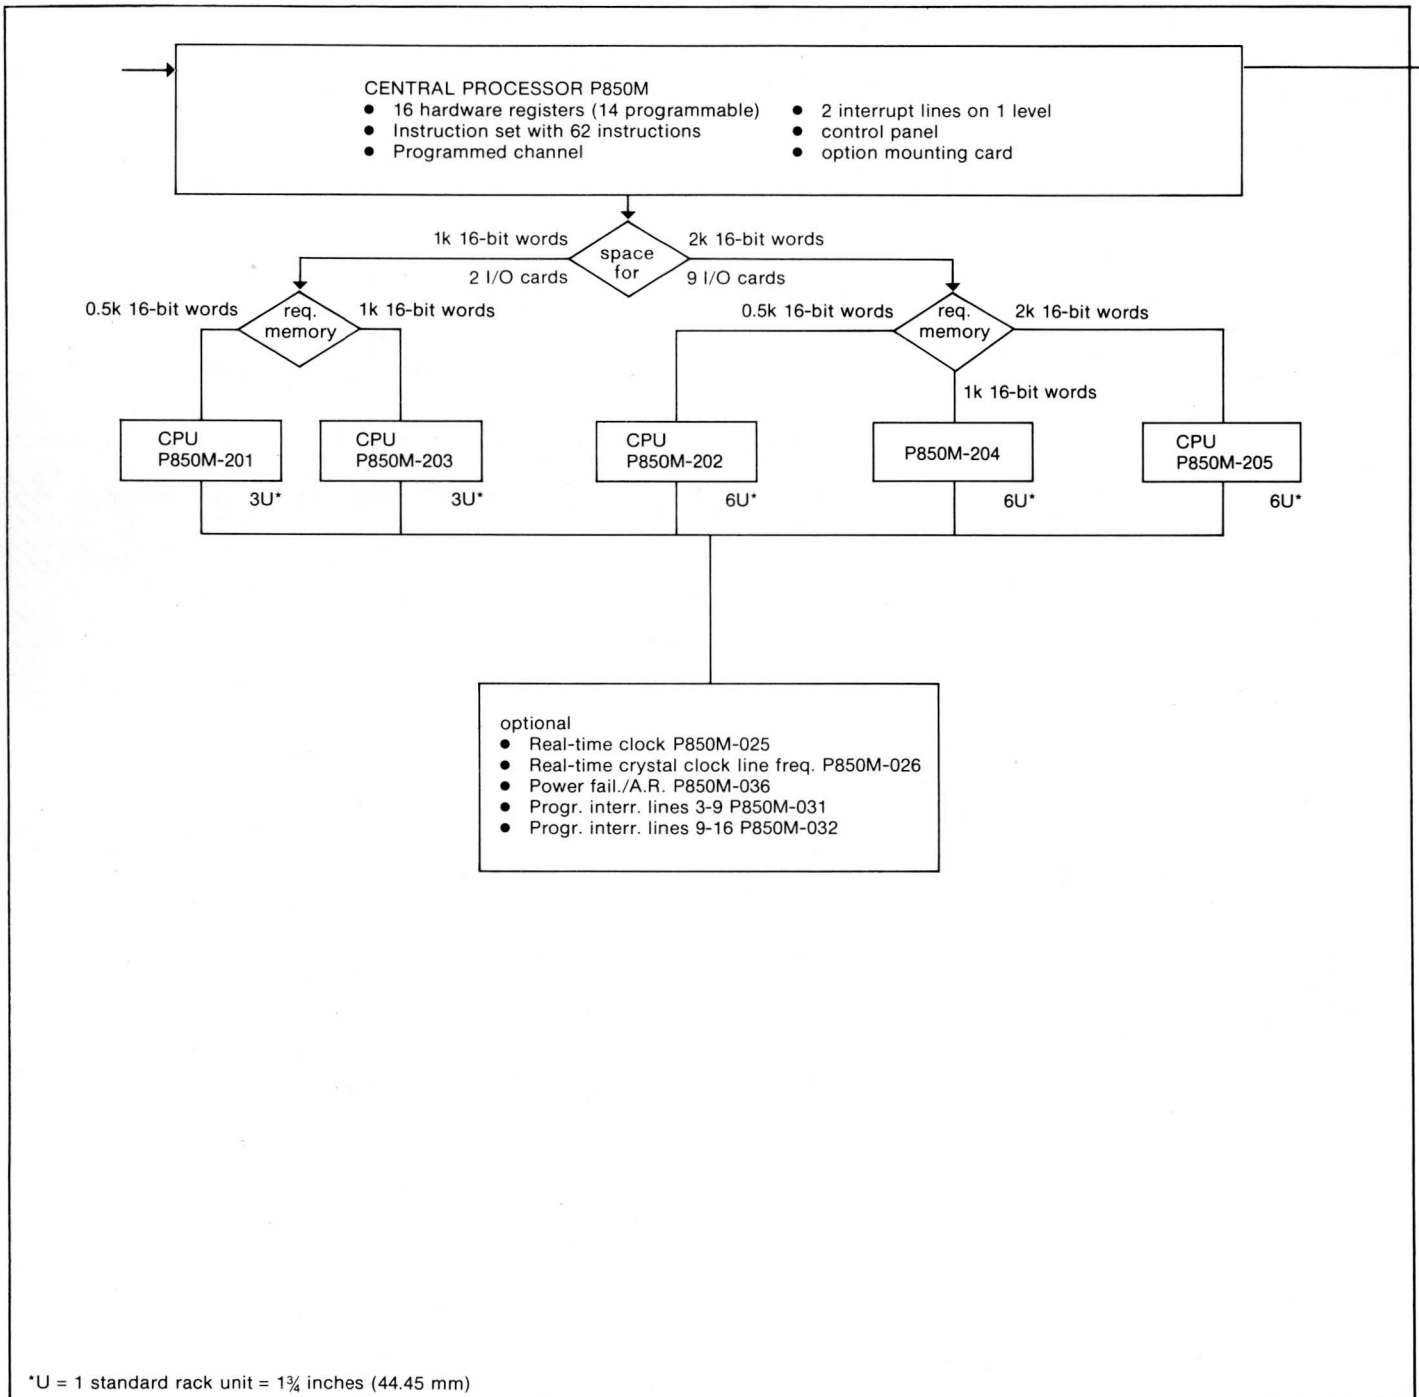 CENTRAL PROCESSOR P850M
● 16 hardware registers (14 programmable)
● Instruction set with 62 instructions
● Programmed channel
● 2 interrupt lines on 1 level
● control panel
● option mounting card
1k 16-bit words
2 I/O cards
space
for
2k 16-bit words
9 I/O cards
0.5k 16-bit words
req.
memory
1k 16-bit words
0.5k 16-bit words
req.
memory
2k 16-bit words
1k 16-bit words
CPU
P850M-201
3U*
CPU
P850M-203
3U*
CPU
P850M-202
6U*
P850M-204
6U*
CPU
P850M-205
6U*
optional
● Real-time clock P850M-025
● Real-time crystal clock line freq. P850M-026
● Power fail./A.R. P850M-036
● Progr. interr. lines 3-9 P850M-031
● Progr. interr. lines 9-16 P850M-032
*U = 1 standard rack unit = 1¾ inches (44.45 mm)